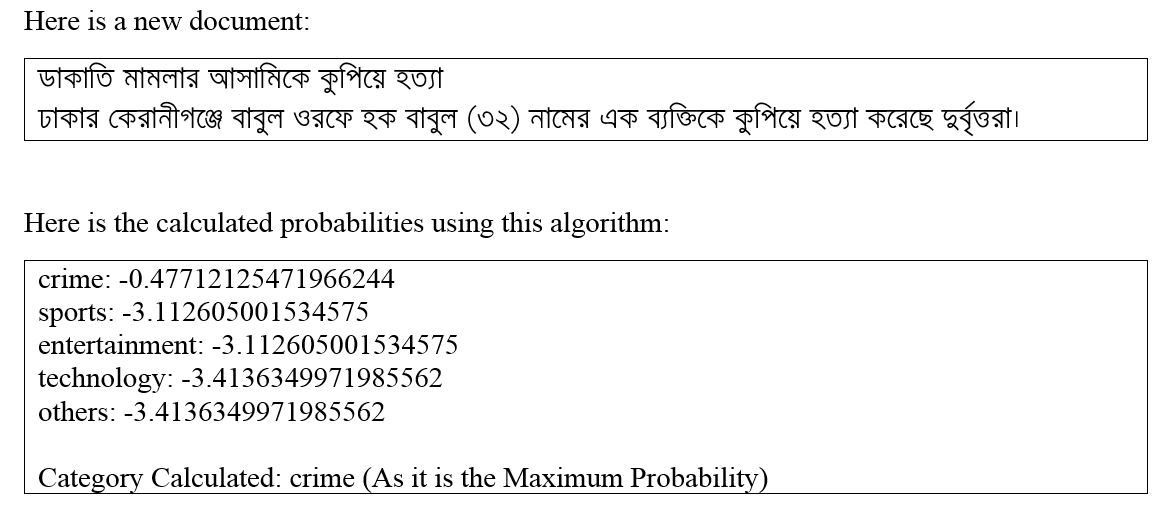 Here is a new document:
ডাকাতি মামলার আসামিকে কুপিয়ে হত্যা
ঢাকার কেরানীগঞ্জে বাবুল ওরফে হক বাবুল (৩২) নামের এক ব্যক্তিকে কুপিয়ে হত্যা করেছে দুর্বৃত্তরা।
Here is the calculated probabilities using this algorithm:
crime: -0.47712125471966244
sports: -3.112605001534575
entertainment: -3.112605001534575
technology: -3.4136349971985562
others: -3.4136349971985562
Category Calculated: crime (As it is the Maximum Probability)